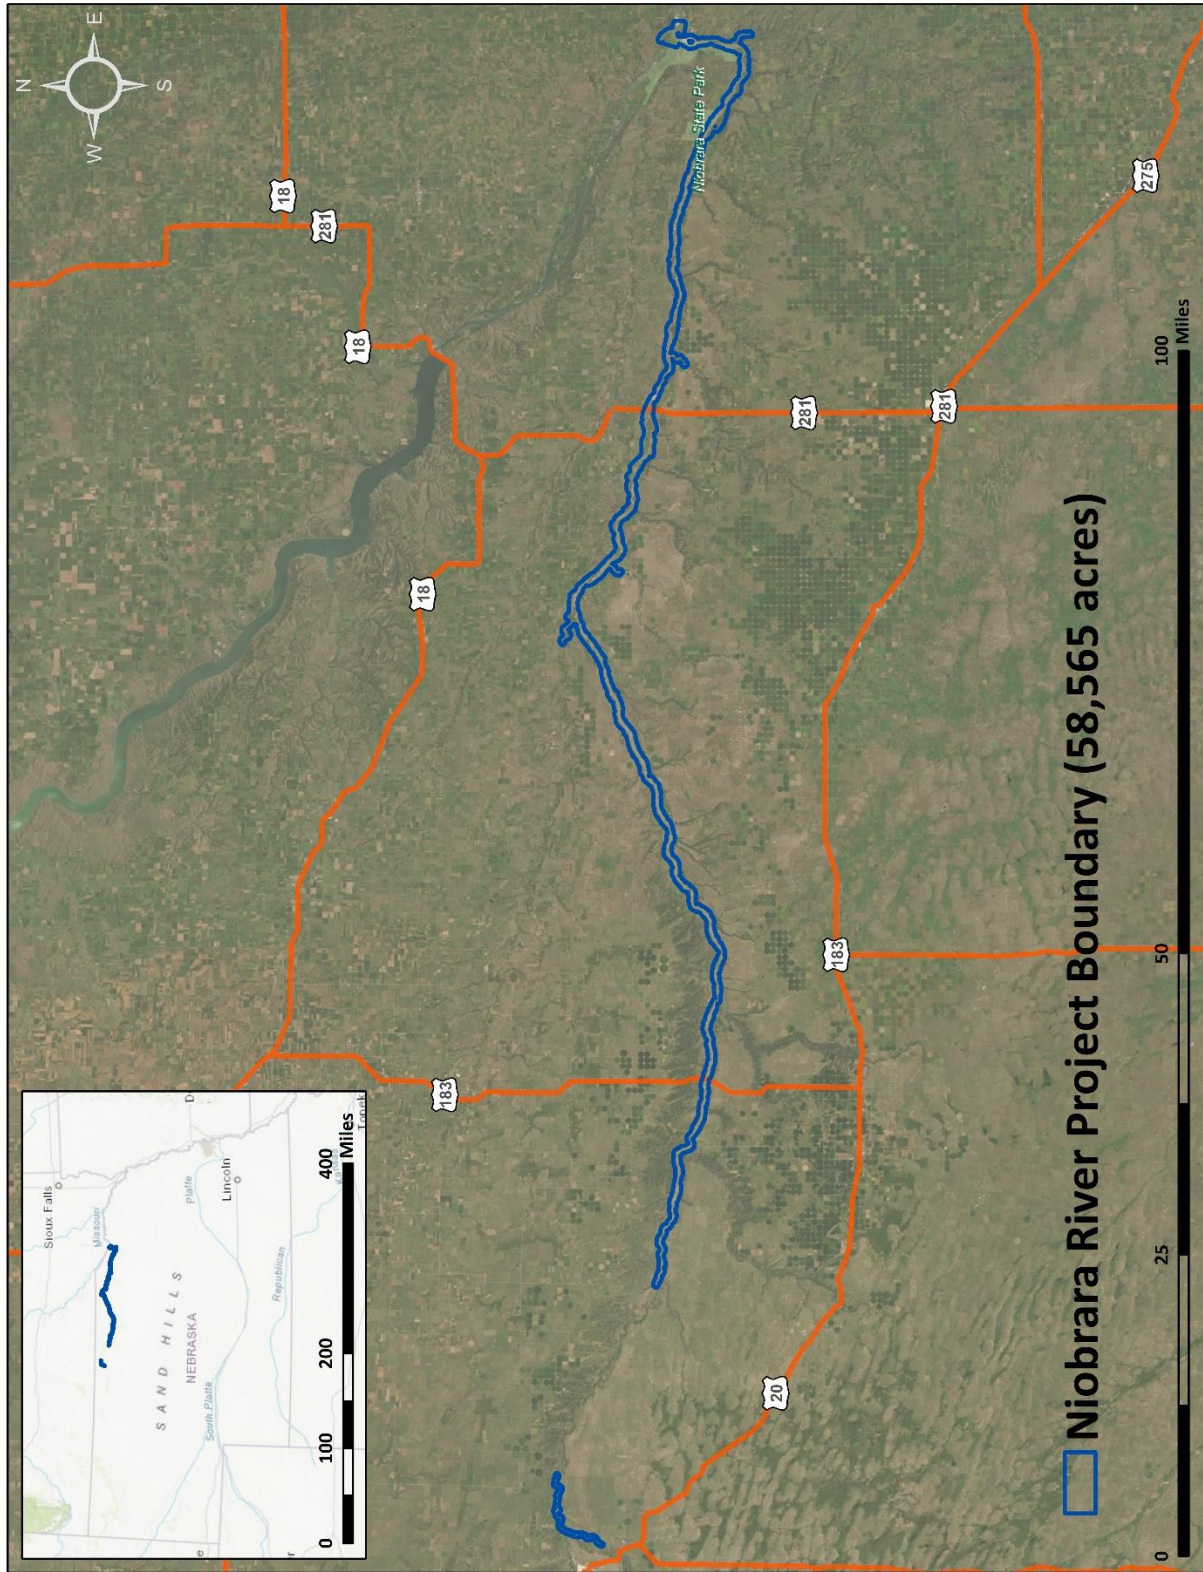 N
W
E
S
Sioux Falls
Missouri
SAND HILLS
NEBRASKA
Platte
Lincoln
Republican
South Platte
0
100
200
400
Miles
18
281
18
18
183
Niobrara State Park
281
281
183
20
275
Niobrara River Project Boundary (58,565 acres)
0
25
50
100
Miles